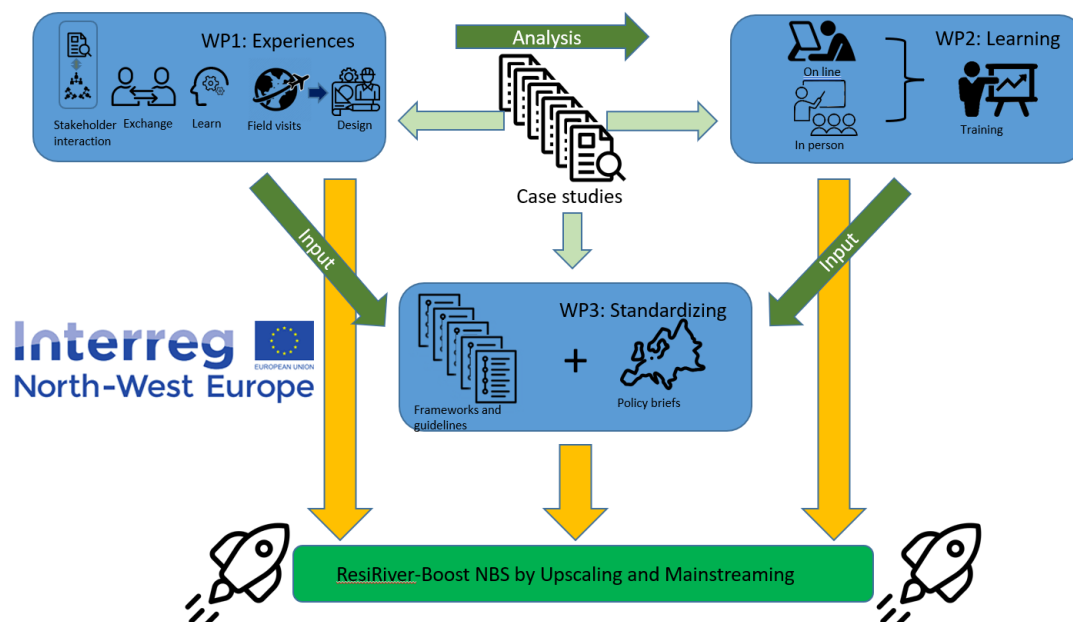 WP1: Experiences
Stakeholder
interaction
Exchange
Learn
Field visits
Design
Analysis
Case studies
WP2: Learning
On line
In person
Training
Input
Input
WP3: Standardizing
Frameworks and
guidelines
+
Policy briefs
Interreg
EUROPEAN UNION
North-West Europe
ResiRiver-Boost NBS by Upscaling and Mainstreaming